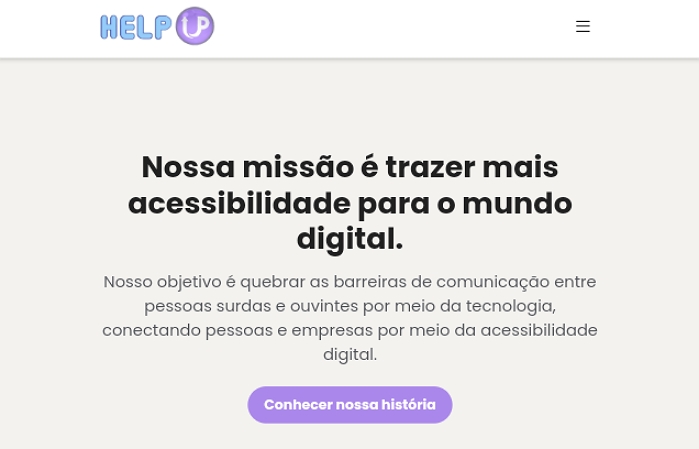 HELP UP
Nossa missão é trazer mais
acessibilidade para o mundo
digital.
Nosso objetivo é quebrar as barreiras de comunicação entre
pessoas surdas e ouvintes por meio da tecnologia,
conectando pessoas e empresas por meio da acessibilidade
digital.
Conhecer nossa história